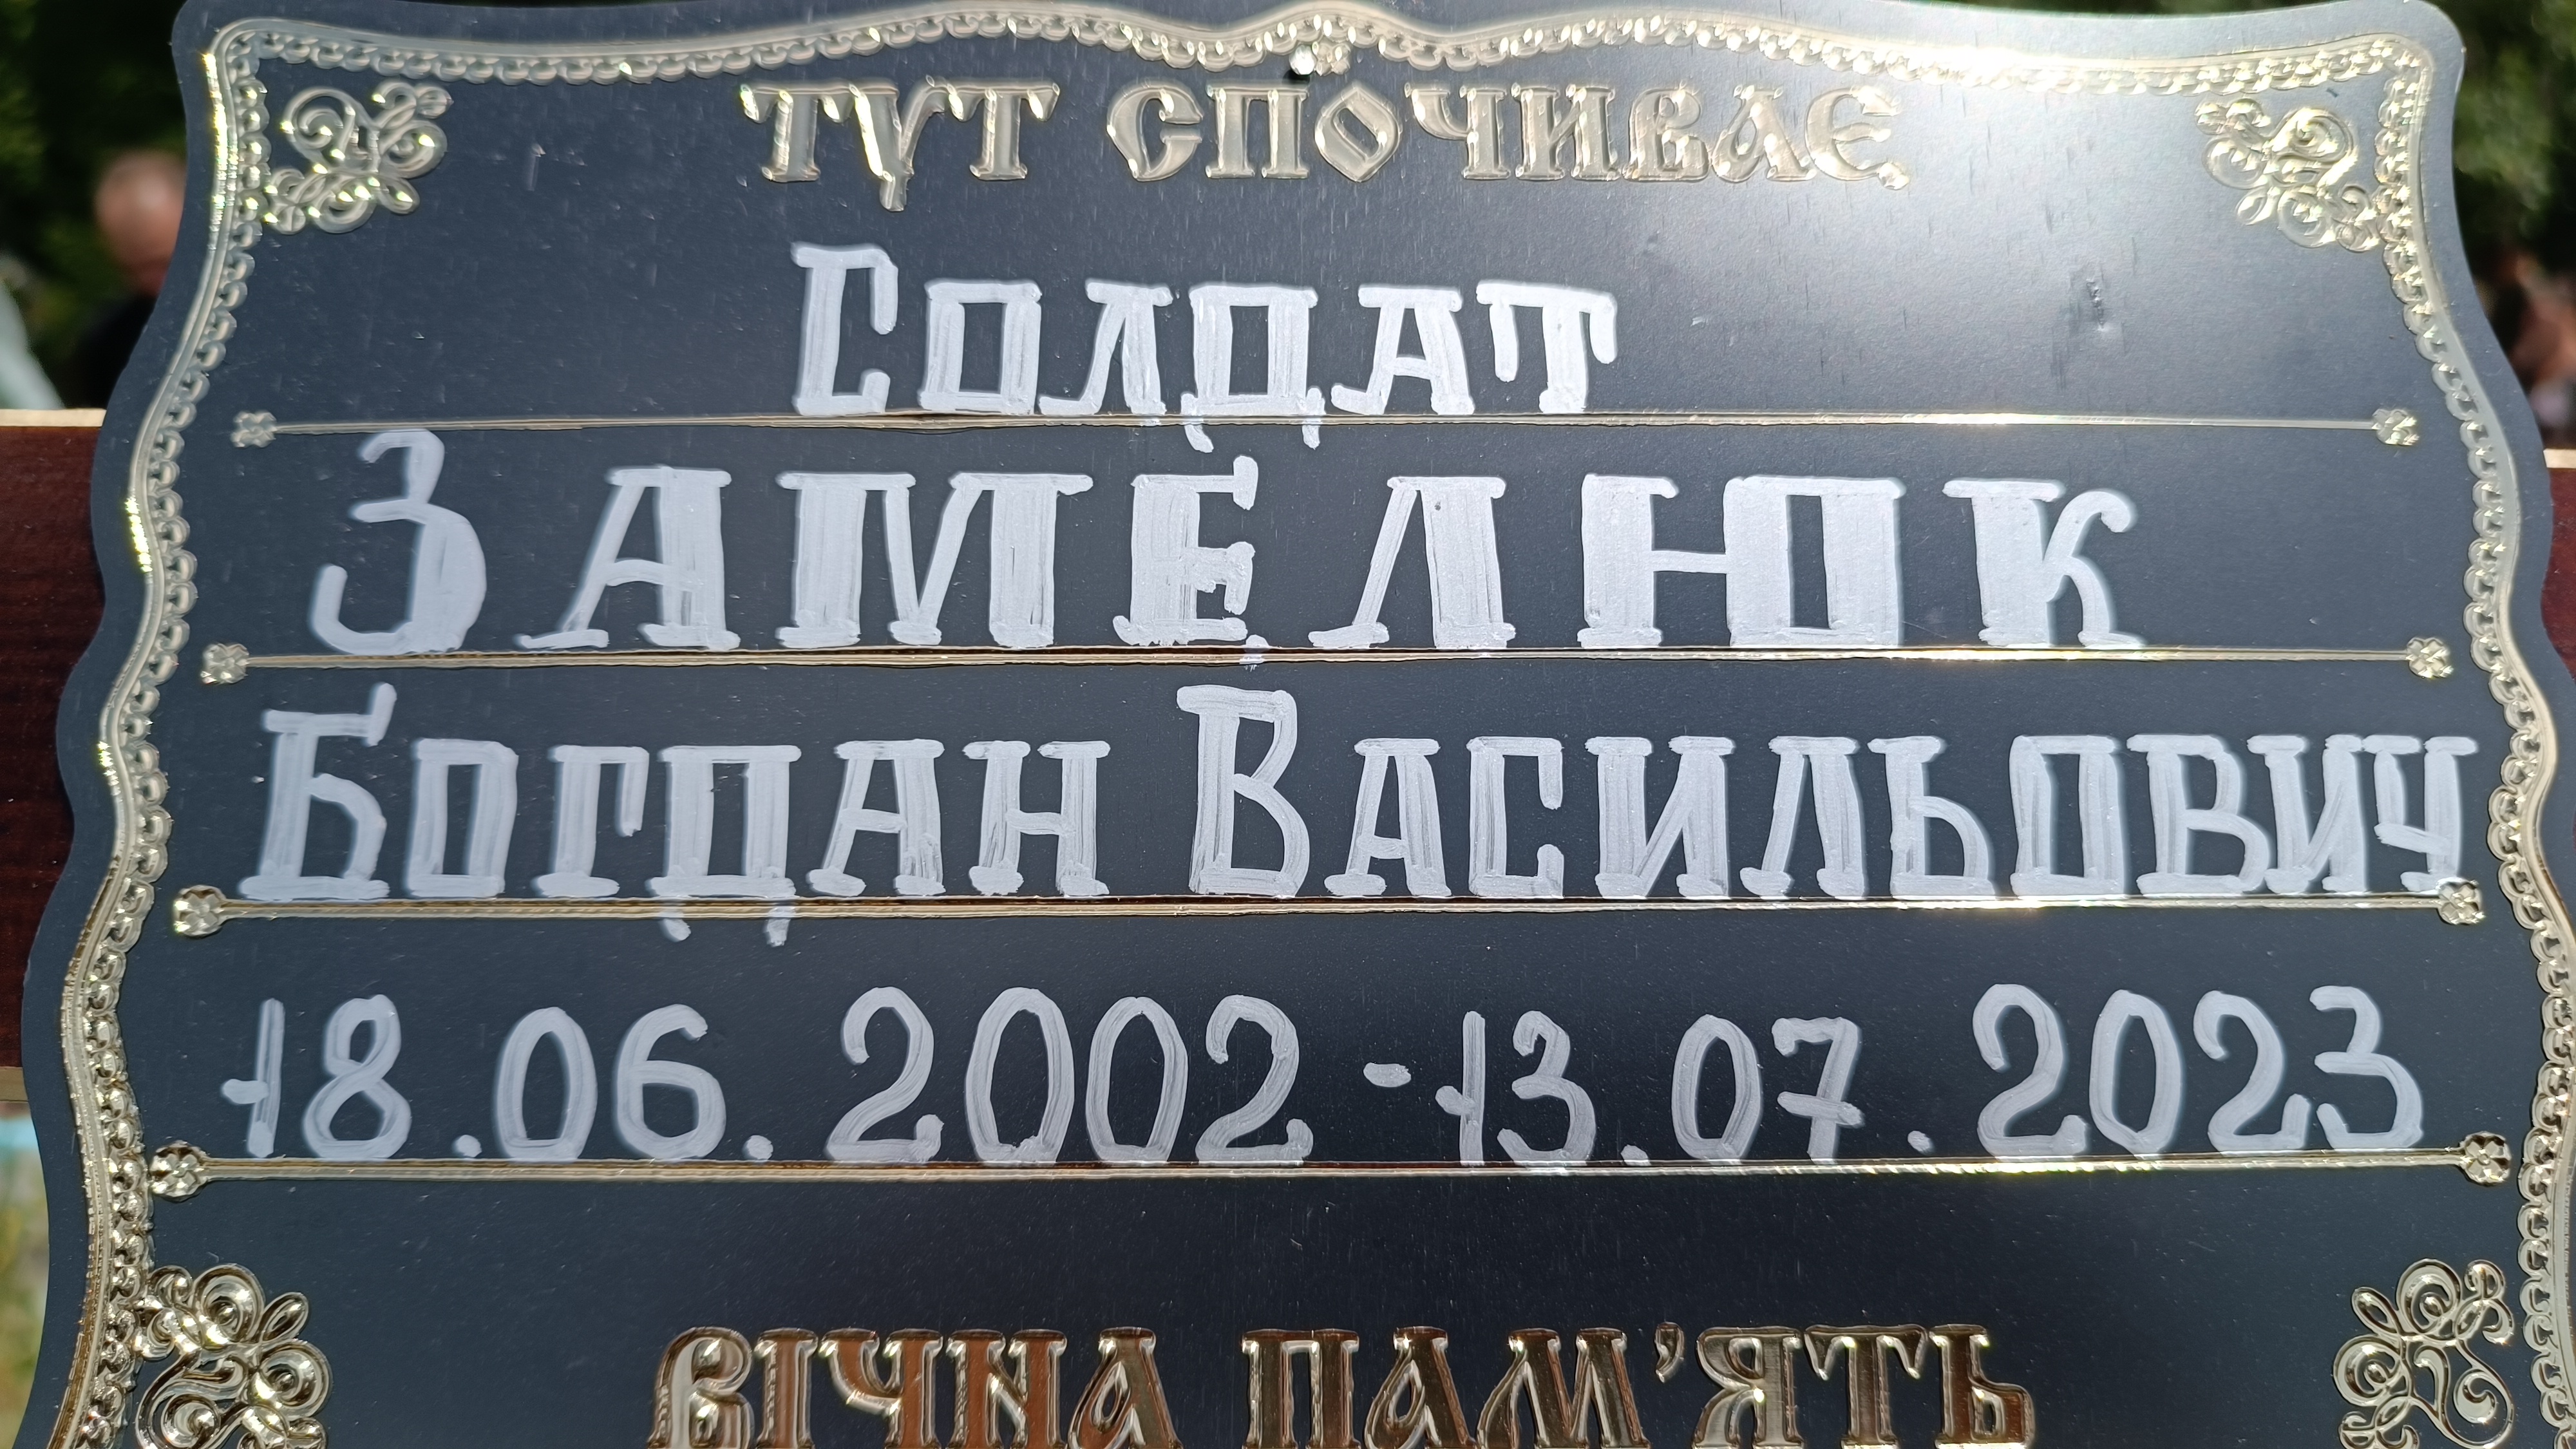 ТУТ СПОЧИВАЄ
Солдат
ЗАМЕЛЮК
Богдан Васильович
18.06.2002-13.07.2023
ВІЧНА ПАМ'ЯТЬ